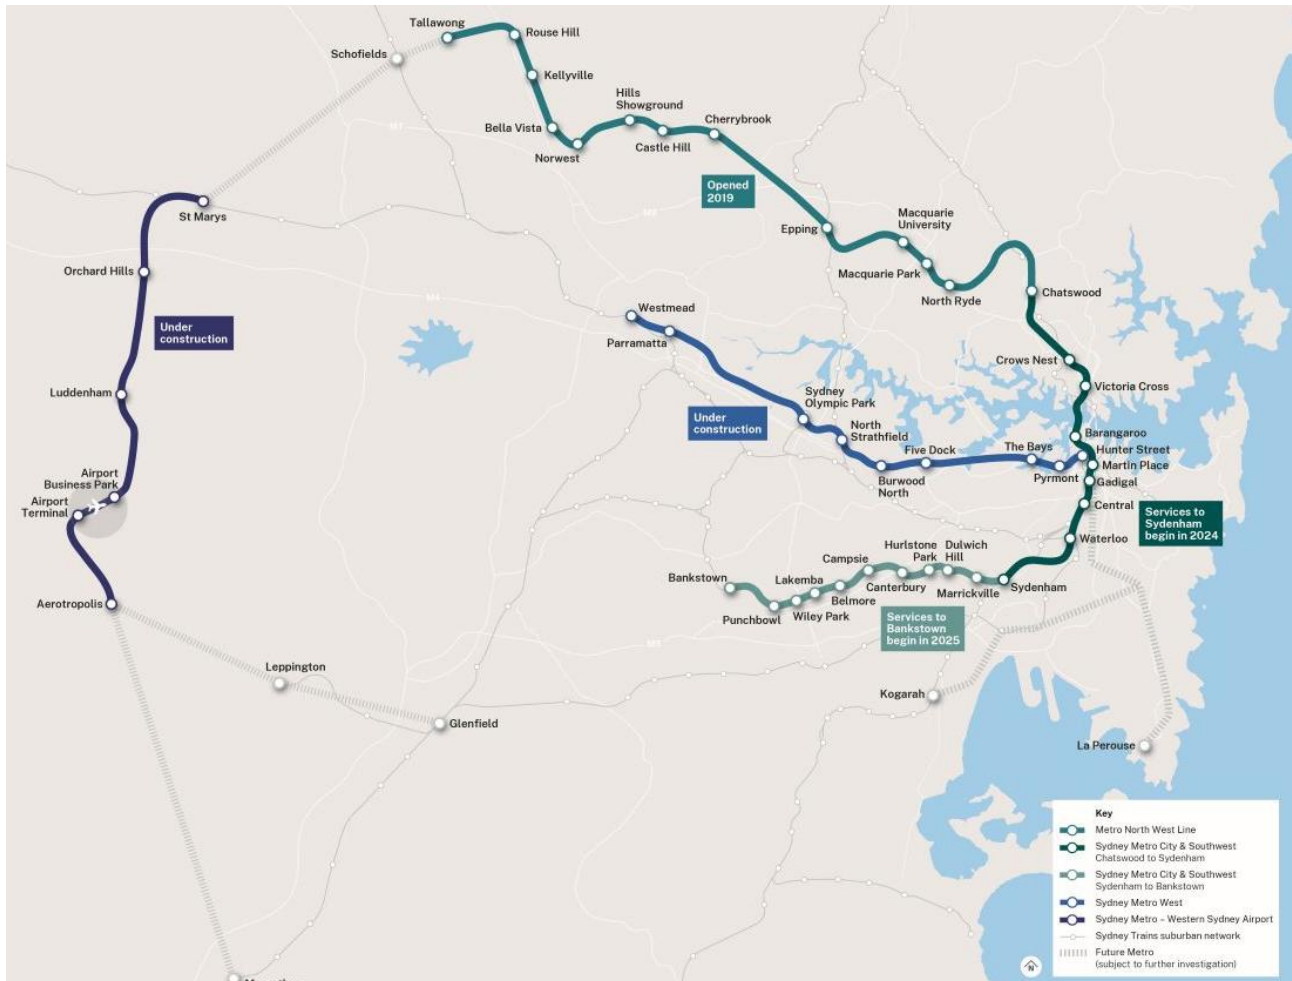 Tallawong
Rouse Hill
Schofields
Kellyville
Hills
Showground
Cherrybrook
Bella Vista
M7
Norwest
Castle Hill
Opened
2019
St Marys
M2
Epping
Macquarie
University
Macquarie Park
North Ryde
Chatswood
Orchard Hills
M4
Under
construction
Westmead
Parramatta
Crows Nest
Victoria Cross
Luddenham
Under
construction
Sydney
Olympic Park
North
Strathfield
Five Dock
Burwood
North
The Bays
Pyrmont
Barangaroo
Hunter Street
Martin Place
Gadigal
Central
Waterloo
Services to
Sydenham
begin in 2024
Airport
Business Park
Airport
Terminal
Aerotropolis
Bankstown
Punchbowl
Lakemba
Wiley Park
Campsie
Belmore
Hurlstone
Park
Canterbury
Dulwich
Hill
Marrickville
Sydenham
Services to
Bankstown
begin in 2025
M5
Leppington
Glenfield
Kogarah
La Perouse
Key
Metro North West Line
Sydney Metro City & Southwest
Chatswood to Sydenham
Sydney Metro City & Southwest
Sydenham to Bankstown
Sydney Metro West
Sydney Metro – Western Sydney Airport
Sydney Trains suburban network
Future Metro
(subject to further investigation)
N